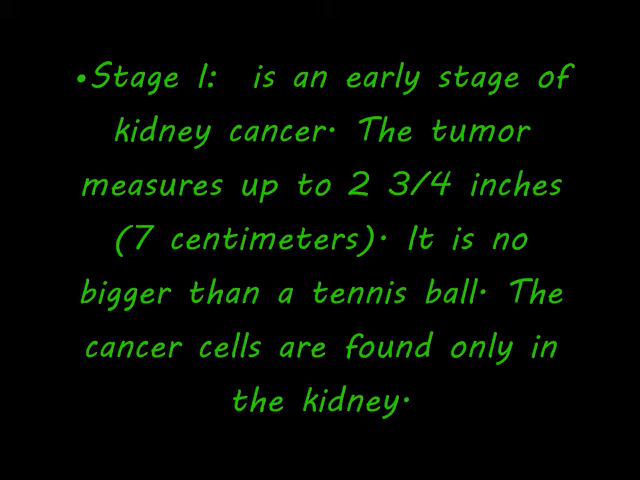 •Stage I:  is an early stage of
kidney cancer. The tumor
measures up to 2 3/4 inches
(7 centimeters). It is no
bigger than a tennis ball. The
cancer cells are found only in
the kidney.